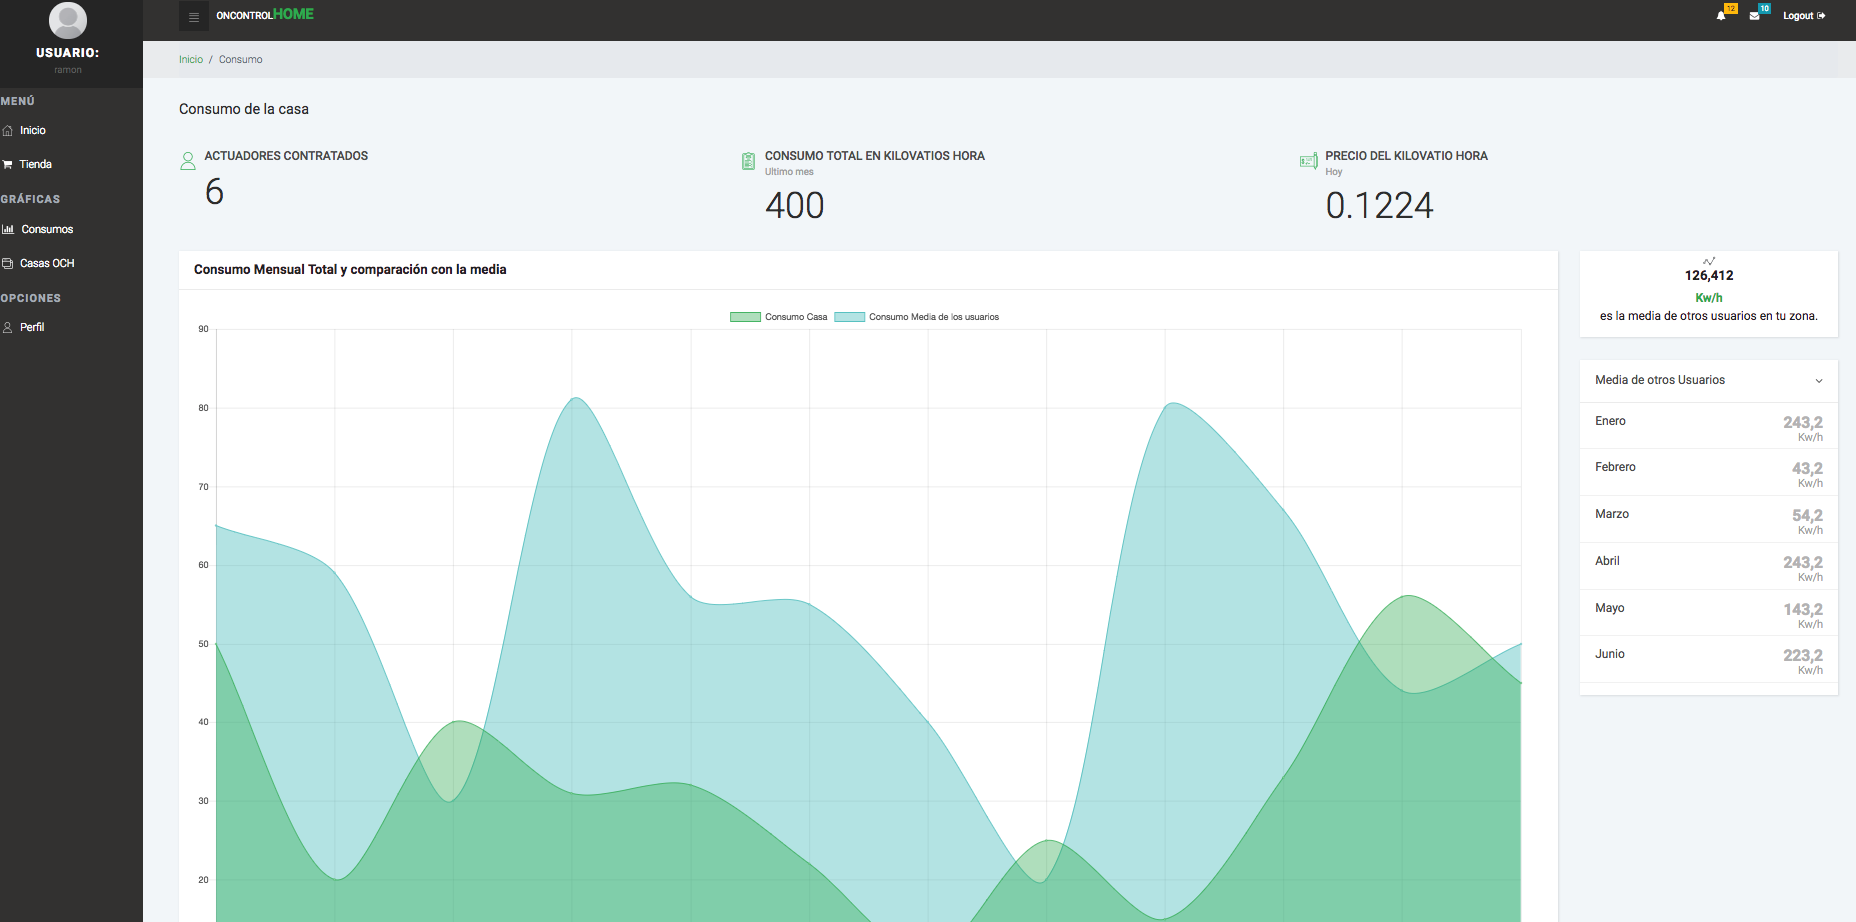 USUARIO:
ramon
MENÚ
Inicio
Tienda
GRÁFICAS
Consumos
Casas OCH
OPCIONES
Perfil
ONCONTROLHOME
12
10
Logout
Inicio / Consumo
Consumo de la casa
ACTUADORES CONTRATADOS
6
CONSUMO TOTAL EN KILOVATIOS HORA
Ultimo mes
400
PRECIO DEL KILOVATIO HORA
Hoy
0.1224
Consumo Mensual Total y comparación con la media
Consumo Casa
Consumo Media de los usuarios
90
80
70
60
50
40
30
20
126,412
Kw/h
es la media de otros usuarios en tu zona.
Media de otros Usuarios
Enero
243,2
Kw/h
Febrero
43,2
Kw/h
Marzo
54,2
Kw/h
Abril
243,2
Kw/h
Mayo
143,2
Kw/h
Junio
223,2
Kw/h